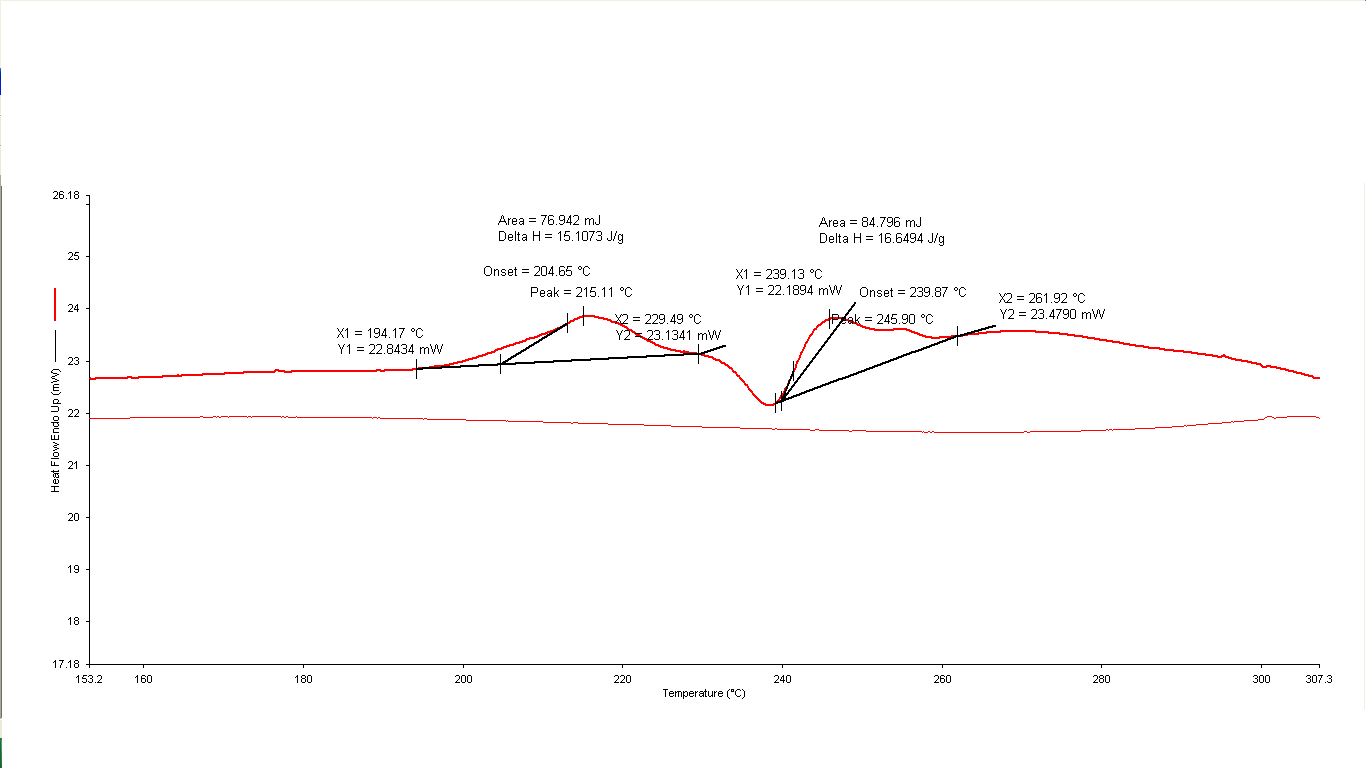 26.18
Area = 76.942 mJ
Delta H = 15.1073 J/g
Area = 84.796 mJ
Delta H = 16.6494 J/g
25
Onset = 204.65 °C
Peak = 215.11 °C
X1 = 239.13 °C
Y1 = 22.1894 mW
Onset = 239.87 °C
X2 = 261.92 °C
Y2 = 23.4790 mW
24
X2 = 229.49 °C
Y2 = 23.1341 mW
Peak = 245.90 °C
X1 = 194.17 °C
Y1 = 22.8434 mW
23
22
Heat Flow Endo Up (mW)
21
20
19
18
17.18
153.2 160 180 200 220 240 260 280 300 307.3
Temperature (°C)